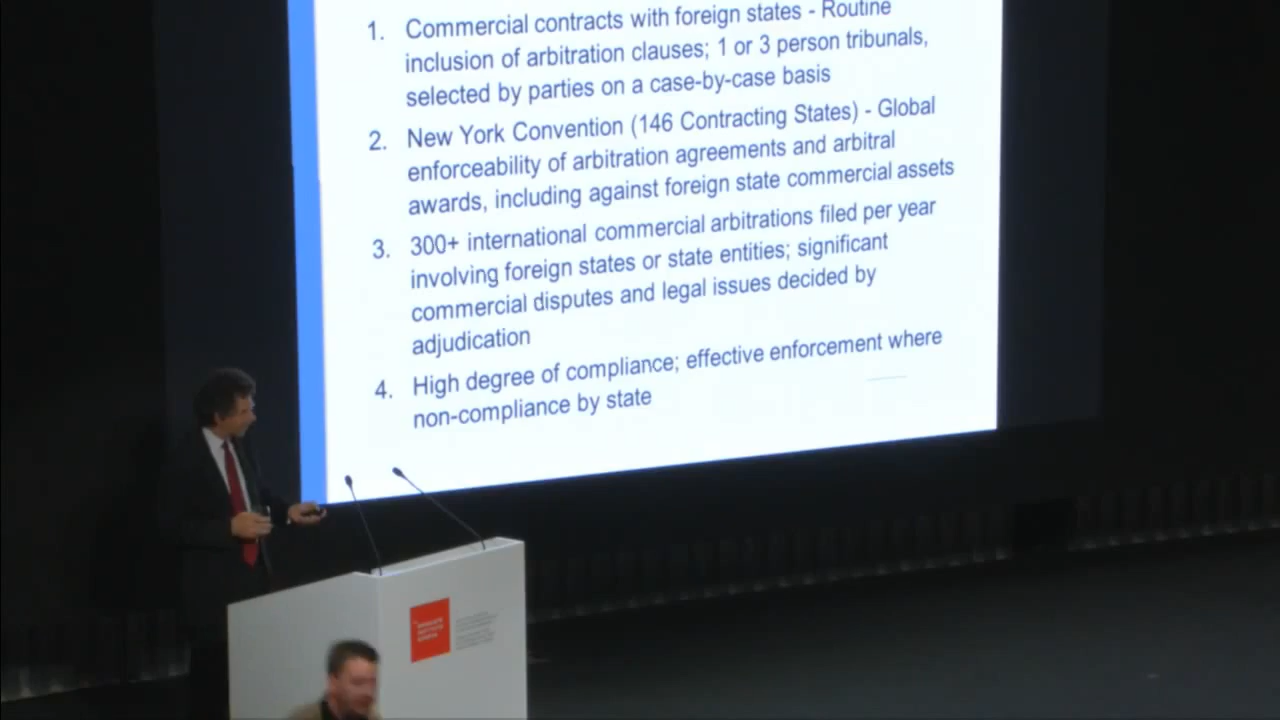 1. Commercial contracts with foreign states - Routine
inclusion of arbitration clauses; 1 or 3 person tribunals,
selected by parties on a case-by-case basis
2. New York Convention (146 Contracting States) - Global
enforceability of arbitration agreements and arbitral
awards, including against foreign state commercial assets
3. 300+ international commercial arbitrations filed per year
involving foreign states or state entities; significant
commercial disputes and legal issues decided by
adjudication
4. High degree of compliance; effective enforcement where
non-compliance by state